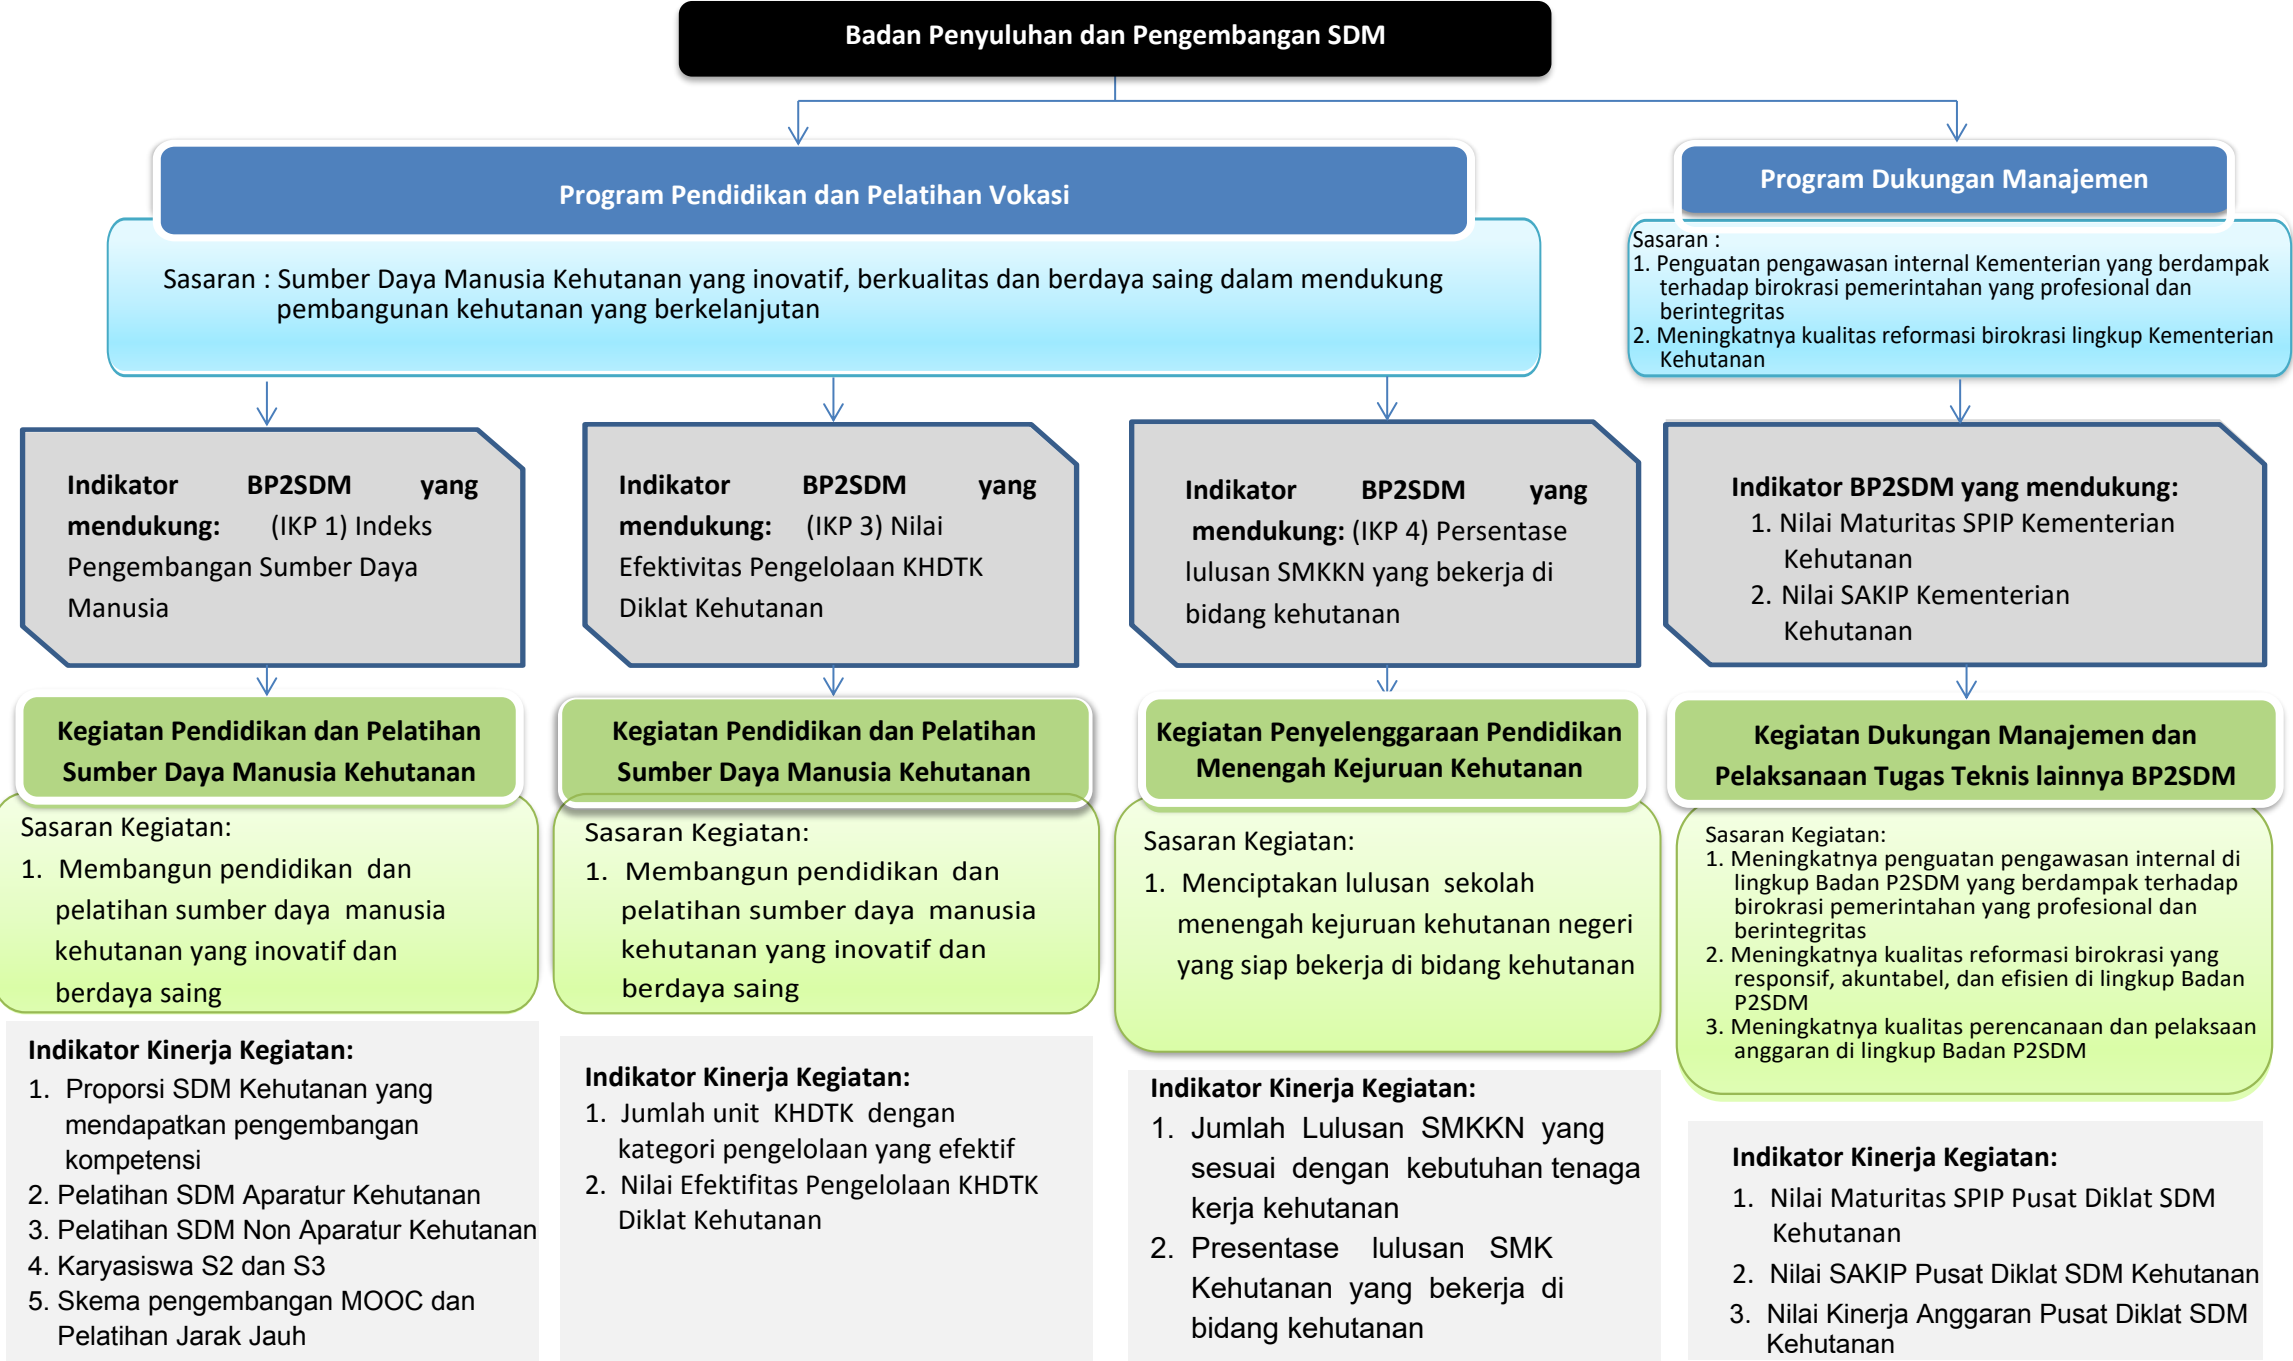 Badan Penyuluhan dan Pengembangan SDM
Program Pendidikan dan Pelatihan Vokasi
Sasaran : Sumber Daya Manusia Kehutanan yang inovatif, berkualitas dan berdaya saing dalam mendukung
pembangunan kehutanan yang berkelanjutan
Program Dukungan Manajemen
Sasaran :
1. Penguatan pengawasan internal Kementerian yang berdampak
terhadap birokrasi pemerintahan yang profesional dan
berintegritas
2. Meningkatnya kualitas reformasi birokrasi lingkup Kementerian
Kehutanan
Indikator BP2SDM yang
mendukung: (IKP 1) Indeks
Pengembangan Sumber Daya
Manusia
Indikator BP2SDM yang
mendukung: (IKP 3) Nilai
Efektivitas Pengelolaan KHDTK
Diklat Kehutanan
Indikator BP2SDM yang
mendukung: (IKP 4) Persentase
lulusan SMKKN yang bekerja di
bidang kehutanan
Indikator BP2SDM yang mendukung:
1. Nilai Maturitas SPIP Kementerian
Kehutanan
2. Nilai SAKIP Kementerian
Kehutanan
Kegiatan Pendidikan dan Pelatihan
Sumber Daya Manusia Kehutanan
Sasaran Kegiatan:
1. Membangun pendidikan dan
pelatihan sumber daya manusia
kehutanan yang inovatif dan
berdaya saing
Indikator Kinerja Kegiatan:
1. Proporsi SDM Kehutanan yang
mendapatkan pengembangan
kompetensi
2. Pelatihan SDM Aparatur Kehutanan
3. Pelatihan SDM Non Aparatur Kehutanan
4. Karyasiswa S2 dan S3
5. Skema pengembangan MOOC dan
Pelatihan Jarak Jauh
Kegiatan Pendidikan dan Pelatihan
Sumber Daya Manusia Kehutanan
Sasaran Kegiatan:
1. Membangun pendidikan dan
pelatihan sumber daya manusia
kehutanan yang inovatif dan
berdaya saing
Indikator Kinerja Kegiatan:
1. Jumlah unit KHDTK dengan
kategori pengelolaan yang efektif
2. Nilai Efektifitas Pengelolaan KHDTK
Diklat Kehutanan
Kegiatan Penyelenggaraan Pendidikan
Menengah Kejuruan Kehutanan
Sasaran Kegiatan:
1. Menciptakan lulusan sekolah
menengah kejuruan kehutanan negeri
yang siap bekerja di bidang kehutanan
Indikator Kinerja Kegiatan:
1. Jumlah Lulusan SMKKN yang
sesuai dengan kebutuhan tenaga
kerja kehutanan
2. Presentase lulusan SMK
Kehutanan yang bekerja di
bidang kehutanan
Kegiatan Dukungan Manajemen dan
Pelaksanaan Tugas Teknis lainnya BP2SDM
Sasaran Kegiatan:
1. Meningkatnya penguatan pengawasan internal di
lingkup Badan P2SDM yang berdampak terhadap
birokrasi pemerintahan yang profesional dan
berintegritas
2. Meningkatnya kualitas reformasi birokrasi yang
responsif, akuntabel, dan efisien di lingkup Badan
P2SDM
3. Meningkatnya kualitas perencanaan dan pelaksaan
anggaran di lingkup Badan P2SDM
Indikator Kinerja Kegiatan:
1. Nilai Maturitas SPIP Pusat Diklat SDM
Kehutanan
2. Nilai SAKIP Pusat Diklat SDM Kehutanan
3. Nilai Kinerja Anggaran Pusat Diklat SDM
Kehutanan